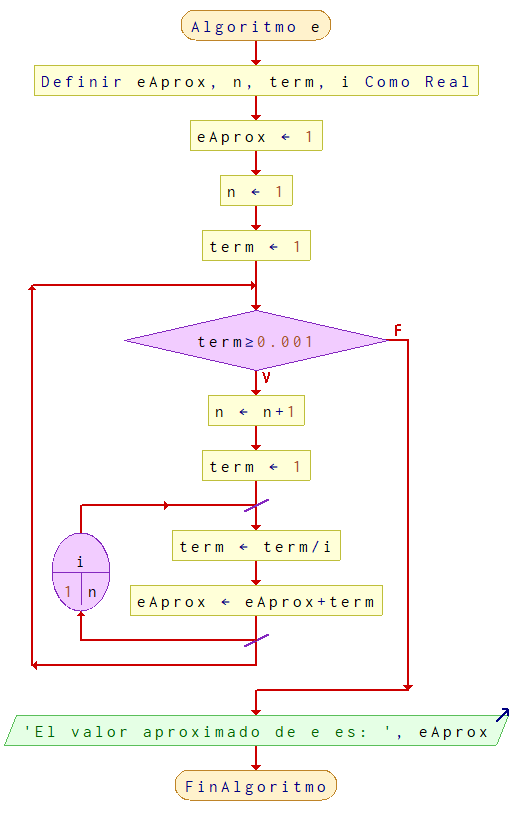 Algoritmo e
Definir eAprox, n, term, i Como Real
eAprox ← 1
n ← 1
term ← 1
term≥0.001
F
V
n ← n+1
term ← 1
term ← term/i
i
1 n
eAprox ← eAprox+term
'El valor aproximado de e es: ', eAprox
FinAlgoritmo